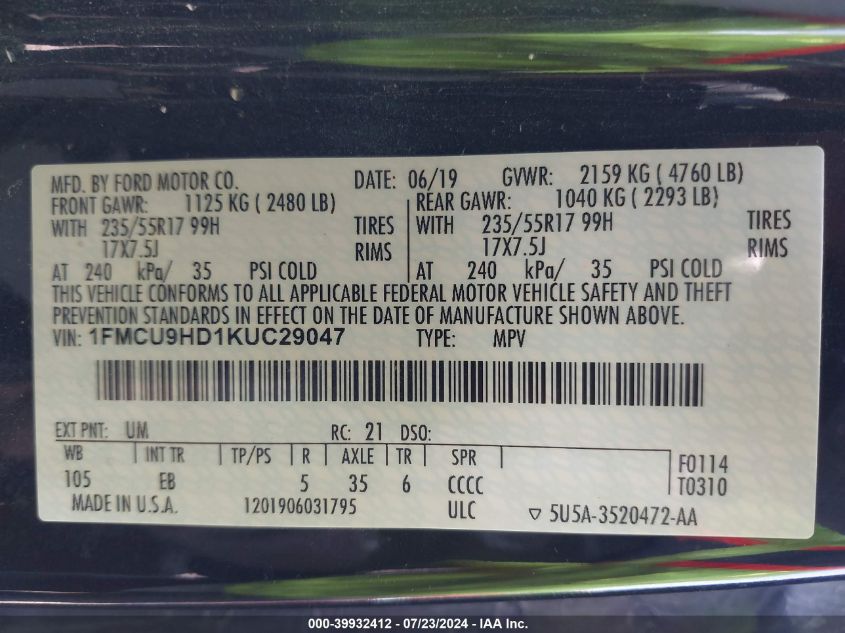 MFD. BY FORD MOTOR CO. DATE: 06/19 GVWR: 2159 KG ( 4760 LB)
FRONT GAWR: 1125 KG ( 2480 LB) REAR GAWR: 1040 KG ( 2293 LB)
WITH 235/55R17 99H TIRES WITH 235/55R17 99H TIRES
17X7.5J RIMS 17X7.5J RIMS
AT 240 kPa/ 35 PSI COLD AT 240 kPa/ 35 PSI COLD
THIS VEHICLE CONFORMS TO ALL APPLICABLE FEDERAL MOTOR VEHICLE SAFETY AND THEFT
PREVENTION STANDARDS IN EFFECT ON THE DATE OF MANUFACTURE SHOWN ABOVE.
VIN: 1FMCU9HD1KUC29047 TYPE: MPV
EXT PNT: UM RC: 21 DSO:
WB INT TR TP/PS R AXLE TR SPR F0114
105 EB 5 35 6 CCCC T0310
MADE IN U.S.A. 1201906031795 ULC ▽ 5U5A-3520472-AA
000-39932412 - 07/23/2024 - IAA Inc.